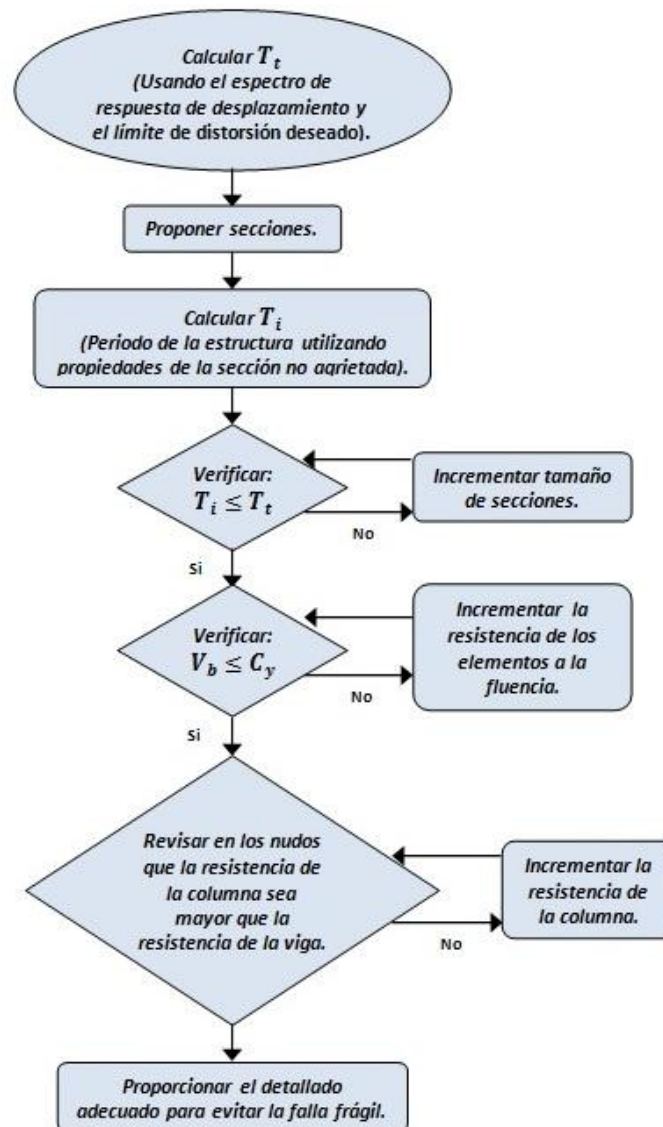 Calcular T_t
(Usando el espectro de
respuesta de desplazamiento y
el límite de distorsión deseado).
Proponer secciones.
Calcular T_i
(Periodo de la estructura utilizando
propiedades de la sección no agrietada).
Verificar:
T_i ≤ T_t
Incrementar tamaño
de secciones.
No
Si
Verificar:
V_b ≤ C_y
Incrementar la
resistencia de los
elementos a la
fluencia.
No
Si
Revisar en los nudos
que la resistencia de
la columna sea
mayor que la
resistencia de la viga.
Incrementar la
resistencia de
la columna.
No
Proporcionar el detallado
adecuado para evitar la falla frágil.